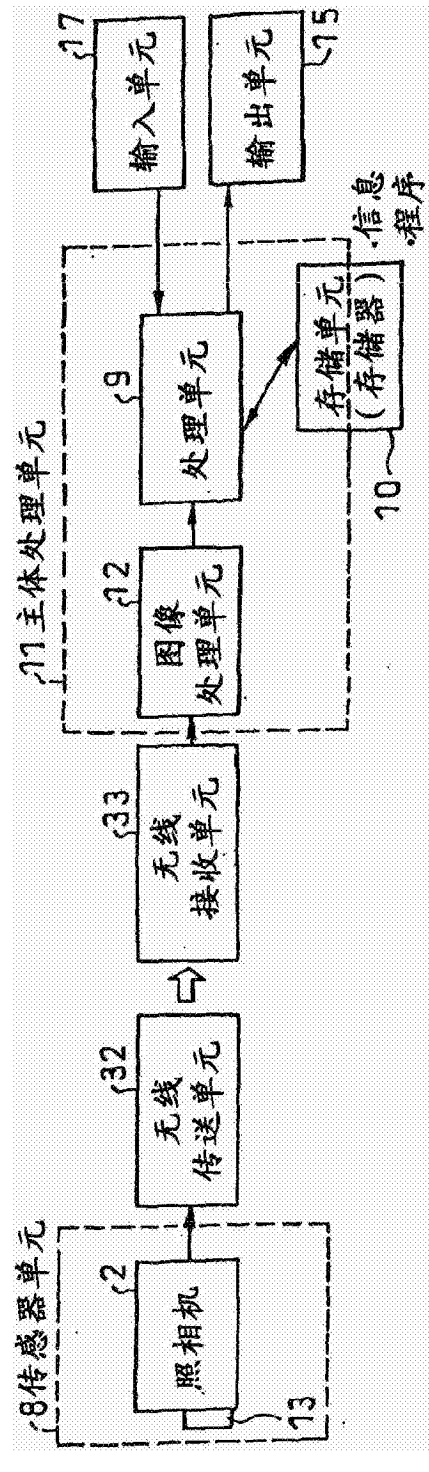 8 传感器单元
2
照相机
13
32
无线
传送单元
33
无线
接收单元
11 主体处理单元
12
图像
处理单元
9
处理单元
10
存储单元
(存储器)
·信息
·程序
17
输入单元
15
输出单元